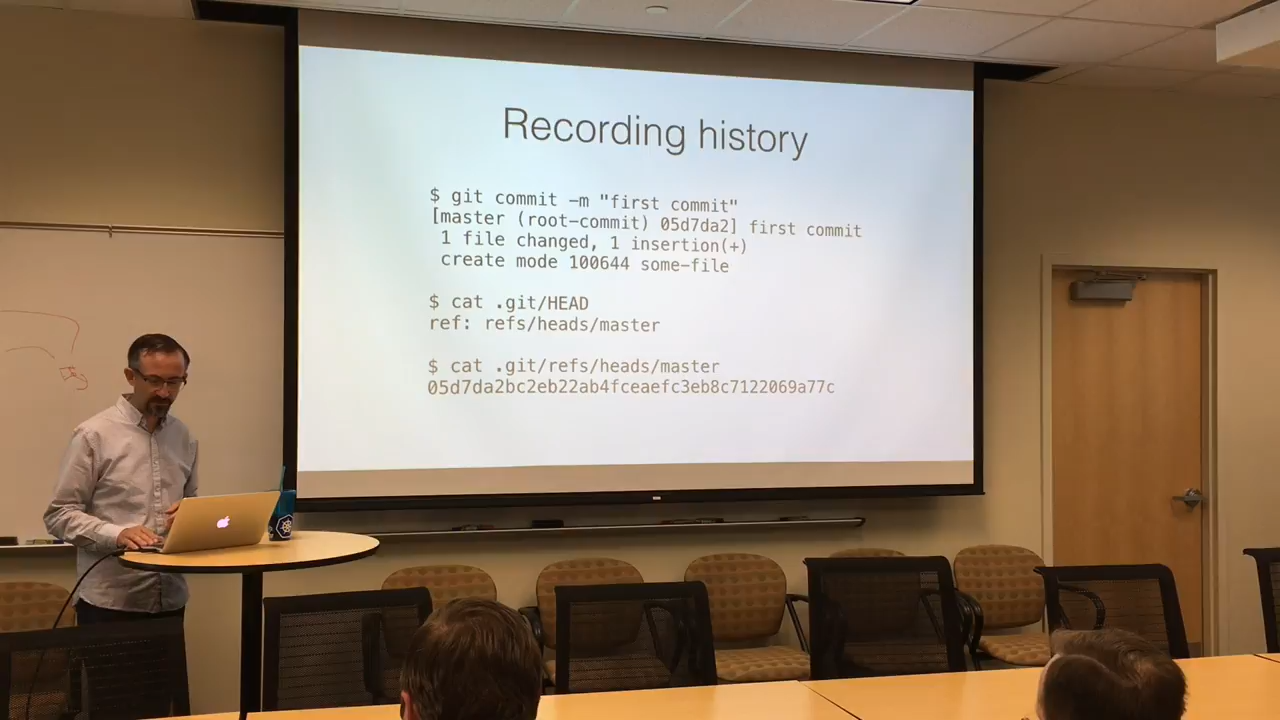 Recording history
$ git commit -m "first commit"
[master (root-commit) 05d7da2] first commit
1 file changed, 1 insertion(+)
create mode 100644 some-file
$ cat .git/HEAD
ref: refs/heads/master
$ cat .git/refs/heads/master
05d7da2bc2eb22ab4fceaefc3eb8c7122069a77c